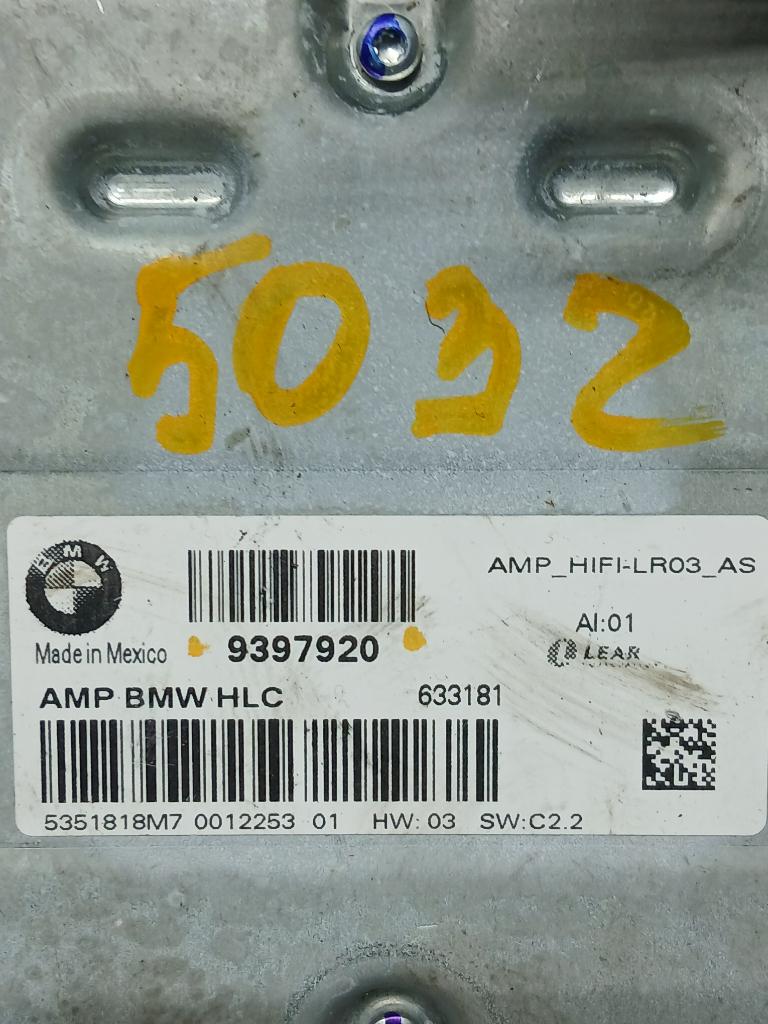 5032
BMW
AMP_HIFI-LR03_AS
AI:01
Made in Mexico 9397920
LEAR
AMP BMW HLC 633181
5351818M7 0012253 01 HW: 03 SW:C2.2